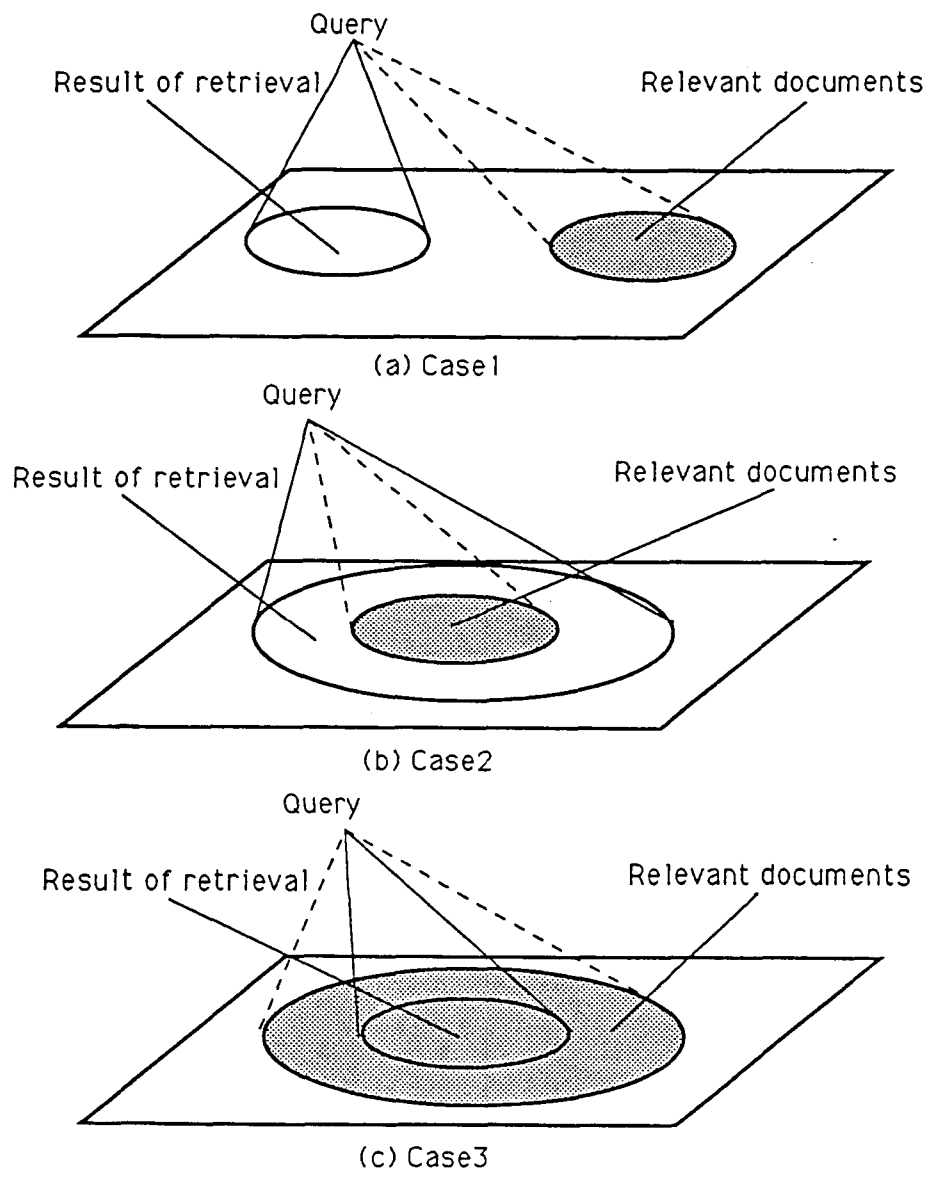 Query
Result of retrieval
Relevant documents
(a) Case1
Query
Result of retrieval
Relevant documents
(b) Case2
Query
Result of retrieval
Relevant documents
(c) Case3